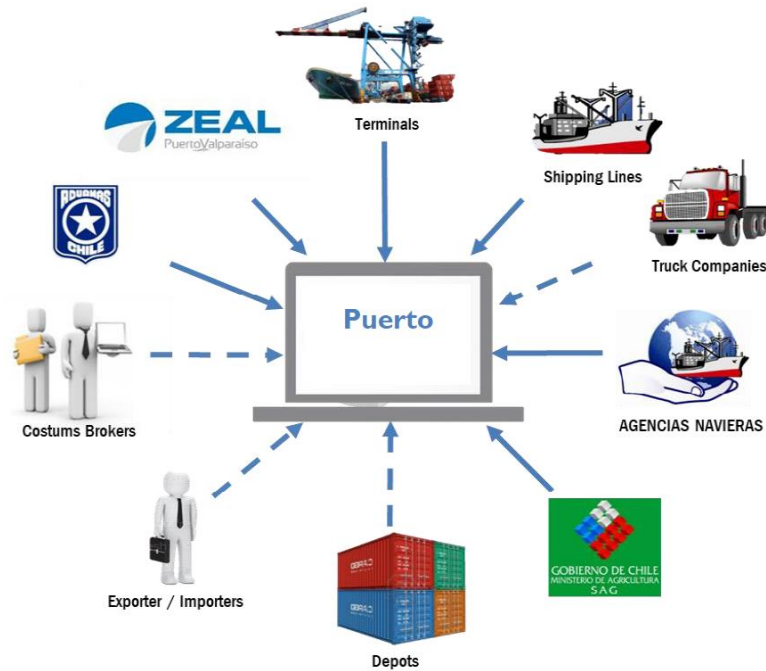 Terminals
ZEAL
PuertoValparaíso
Shipping Lines
ADUANAS
CHILE
Truck Companies
Puerto
Costums Brokers
AGENCIAS NAVIERAS
Exporter / Importers
GOBIERNO DE CHILE
MINISTERIO DE AGRICULTURA
SAG
Depots